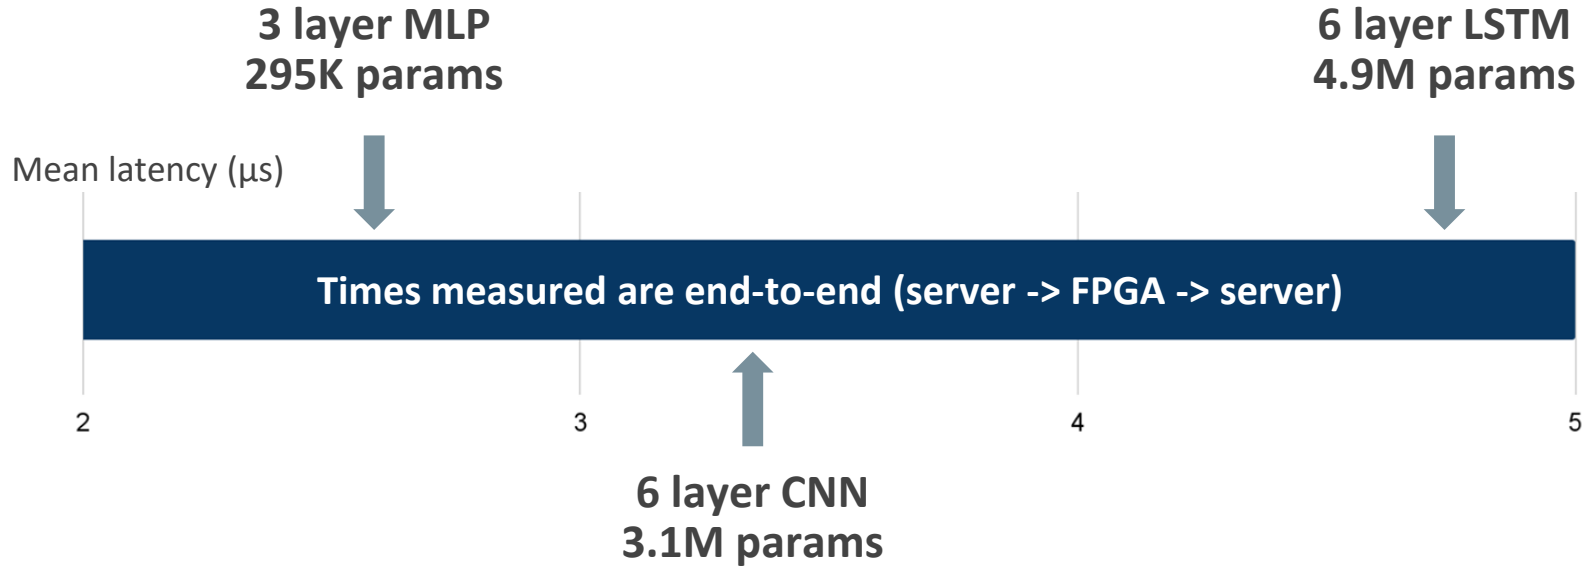 3 layer MLP
295K params
6 layer LSTM
4.9M params
Mean latency (µs)
Times measured are end-to-end (server -> FPGA -> server)
2
3
4
5
6 layer CNN
3.1M params